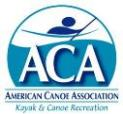 ACA
AMERICAN CANOE ASSOCIATION
Kayak & Canoe Recreation